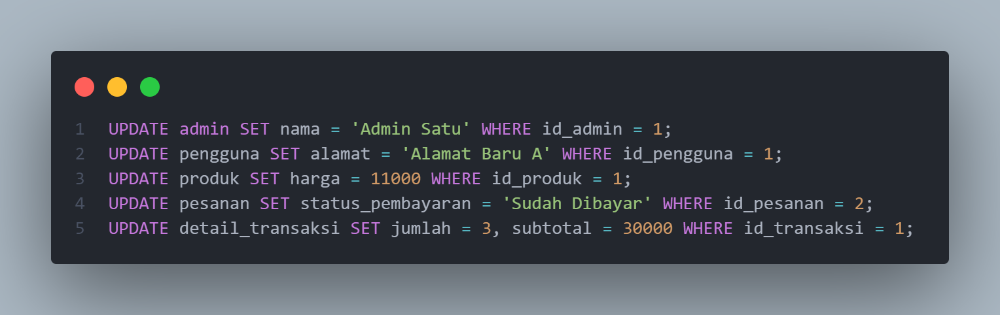 1 UPDATE admin SET nama = 'Admin Satu' WHERE id_admin = 1;
2 UPDATE pengguna SET alamat = 'Alamat Baru A' WHERE id_pengguna = 1;
3 UPDATE produk SET harga = 11000 WHERE id_produk = 1;
4 UPDATE pesanan SET status_pembayaran = 'Sudah Dibayar' WHERE id_pesanan = 2;
5 UPDATE detail_transaksi SET jumlah = 3, subtotal = 30000 WHERE id_transaksi = 1;